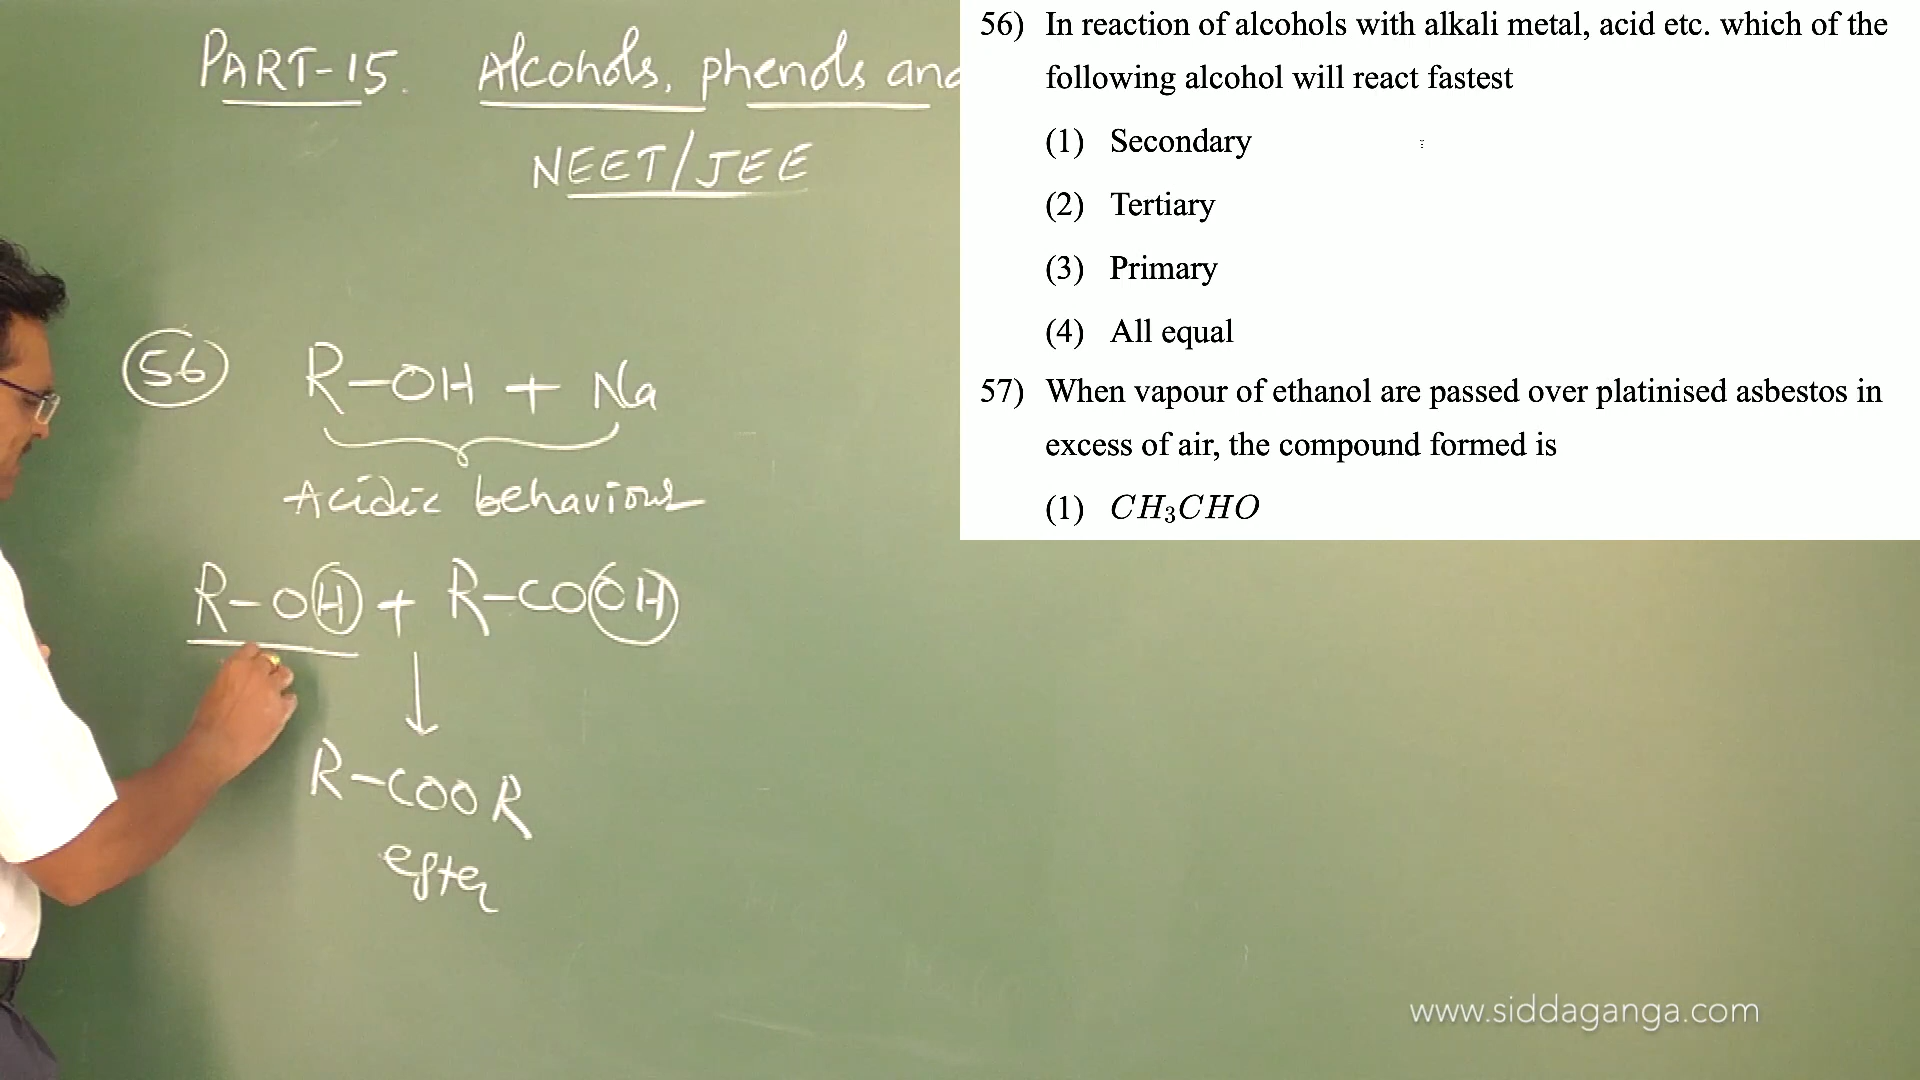 PART-15. Alcohols, phenols and
NEET/JEE
56 R-OH + Na
Acidic behaviour
R-OH + R-COOH
R-COOR
ester
56) In reaction of alcohols with alkali metal, acid etc. which of the
following alcohol will react fastest
(1) Secondary
(2) Tertiary
(3) Primary
(4) All equal
57) When vapour of ethanol are passed over platinised asbestos in
excess of air, the compound formed is
(1) CH₃CHO
www.siddaganga.com